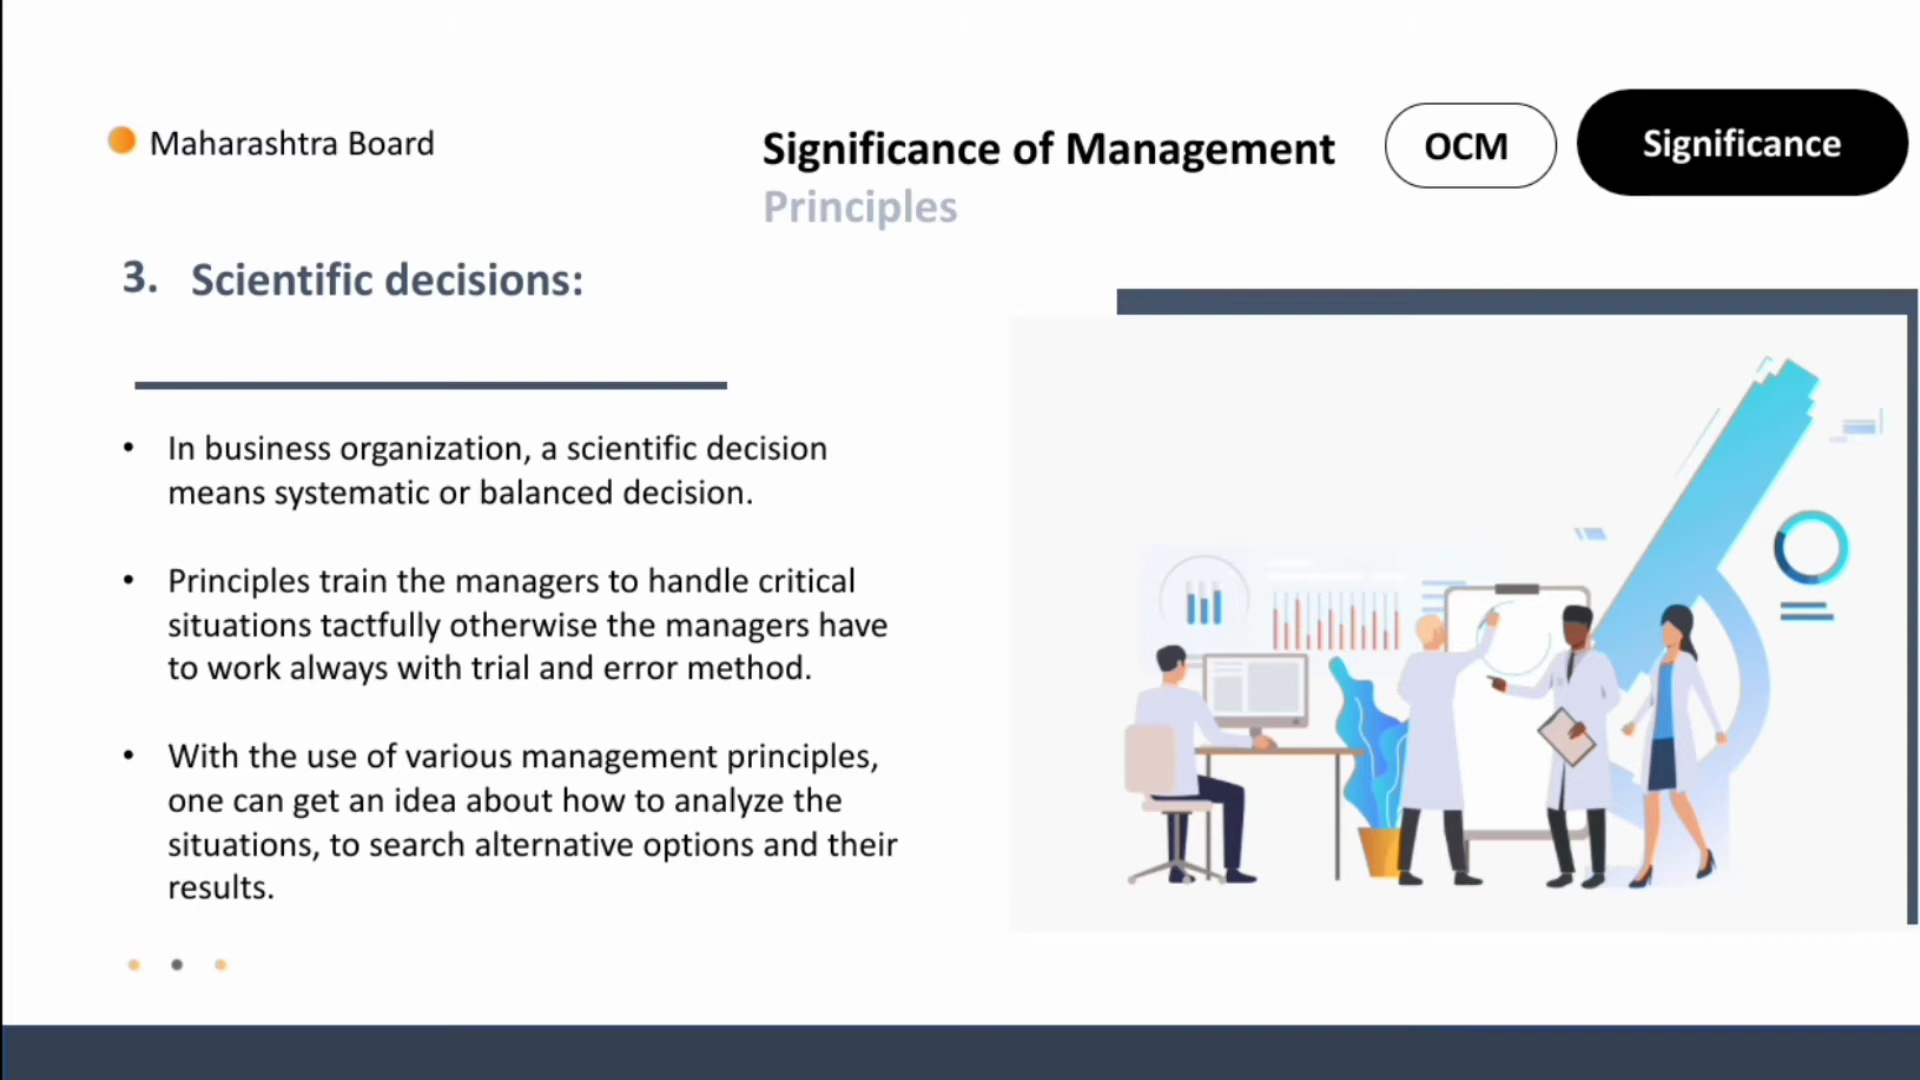 Maharashtra Board
Significance of Management
Principles
OCM
Significance
3. Scientific decisions:
• In business organization, a scientific decision
means systematic or balanced decision.
• Principles train the managers to handle critical
situations tactfully otherwise the managers have
to work always with trial and error method.
• With the use of various management principles,
one can get an idea about how to analyze the
situations, to search alternative options and their
results.